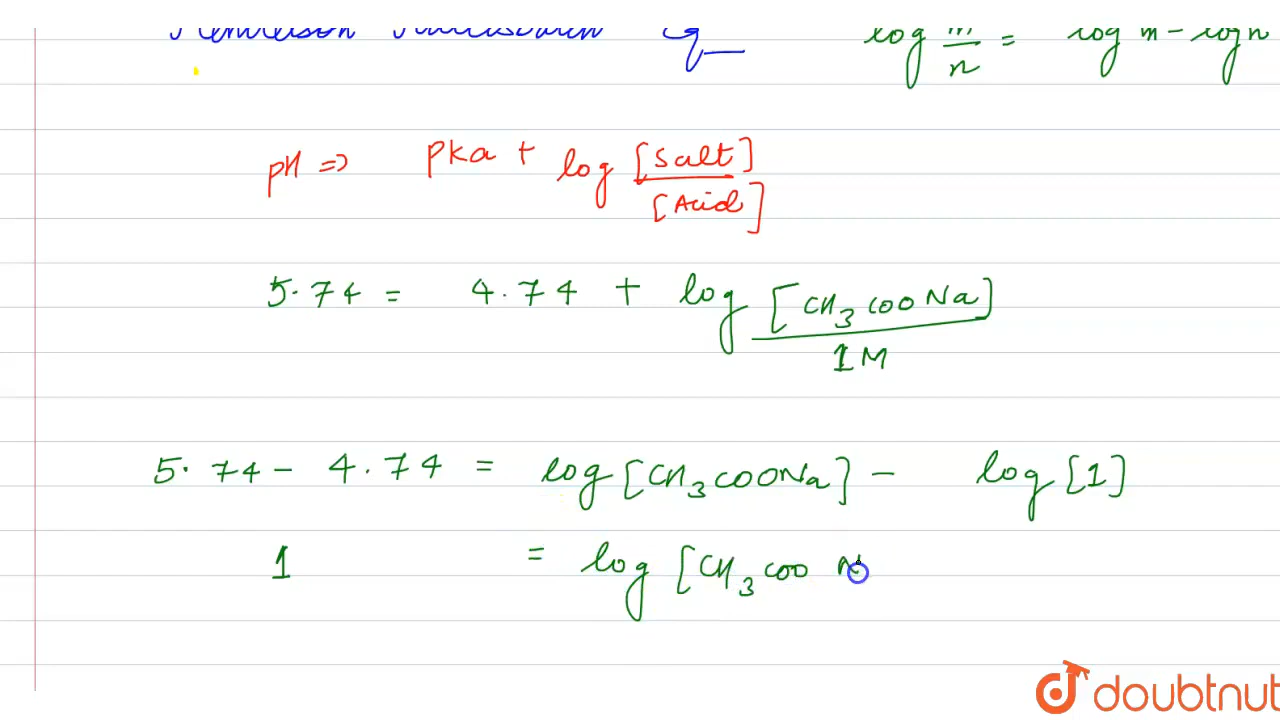 Eq
log m/n = log m - log n
pH => pKa + log [Salt]/[Acid]
5.74 = 4.74 + log [CH3COONa]/1M
5.74 - 4.74 = log [CH3COONa] - log [1]
1 = log [CH3COO N
doubtnut